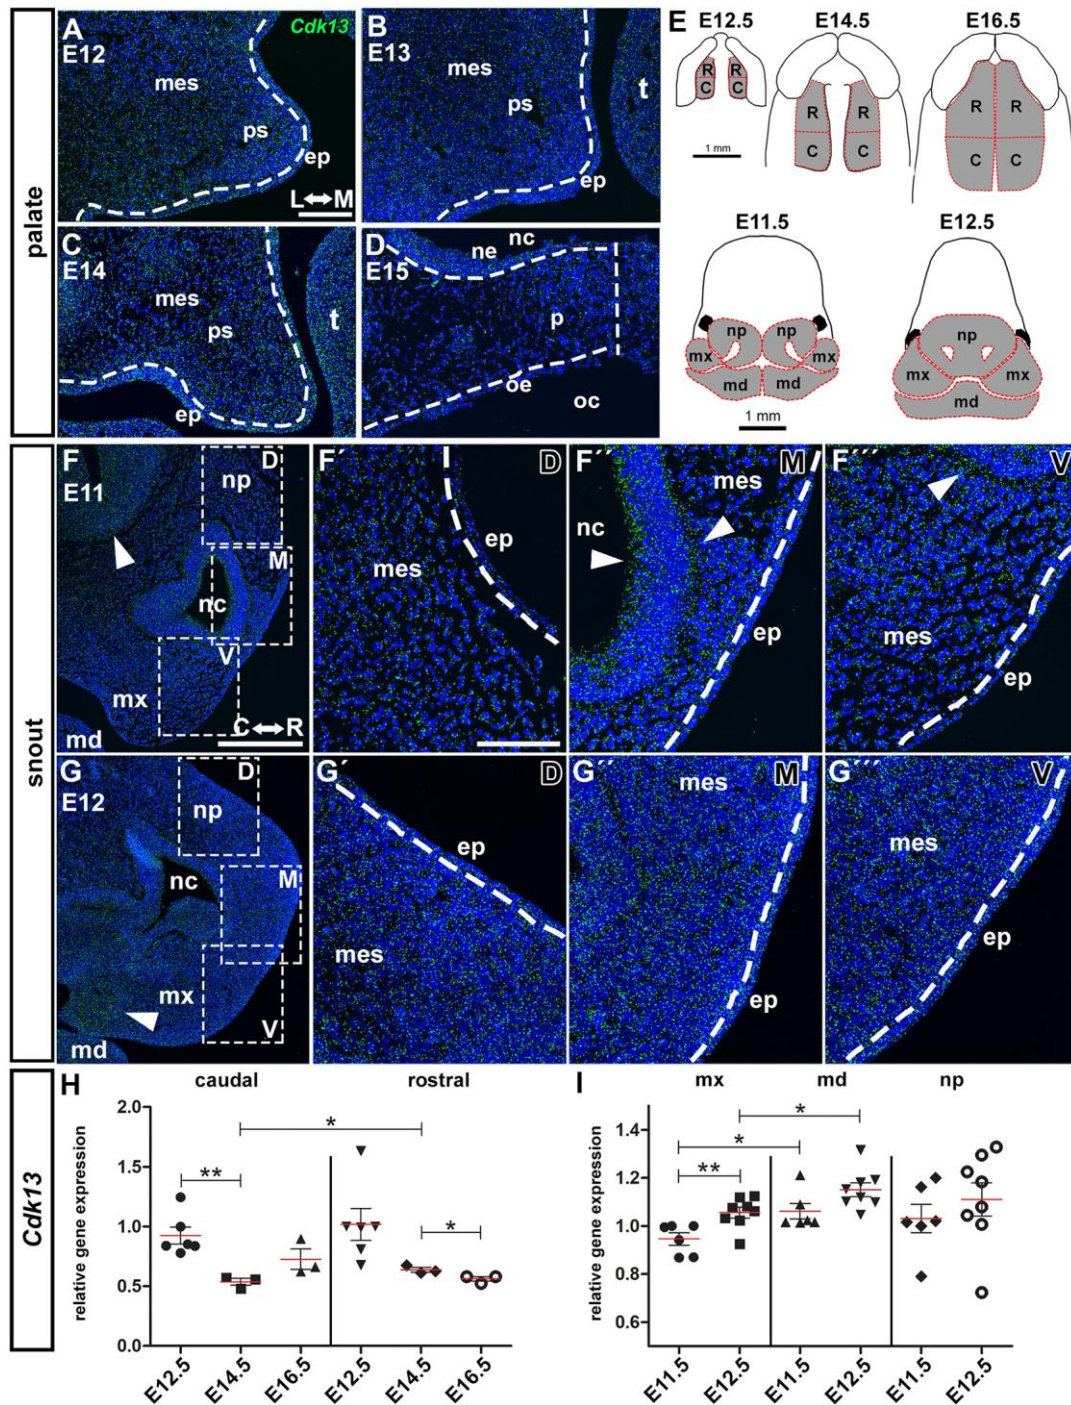 palate
A
E12
Cdk13
mes
ps
ep
L↔M
B
E13
mes
ps
ep
t
C
E14
mes
ps
ep
t
D
E15
nc
ne
p
oe
oc
E
E12.5
R R
C C
1 mm
E14.5
R R
C C
E16.5
R R
C C
E11.5
np np
mx mx
md md
1 mm
E12.5
np
mx mx
md
snout
F
E11
D
np
M
nc
V
mx
md
C↔R
F´
D
ep
mes
F´´
M
mes
nc
ep
F´´´
V
mes
ep
G
E12
D
np
M
nc
mx
V
md
G´
D
ep
mes
G´´
M
mes
ep
G´´´
V
mes
ep
Cdk13
H
caudal rostral
relative gene expression
2.0
1.5
1.0
0.5
0.0
**
*
*
E12.5 E14.5 E16.5 E12.5 E14.5 E16.5
I
mx md np
relative gene expression
1.4
1.2
1.0
0.8
0.6
**
*
*
E11.5 E12.5 E11.5 E12.5 E11.5 E12.5